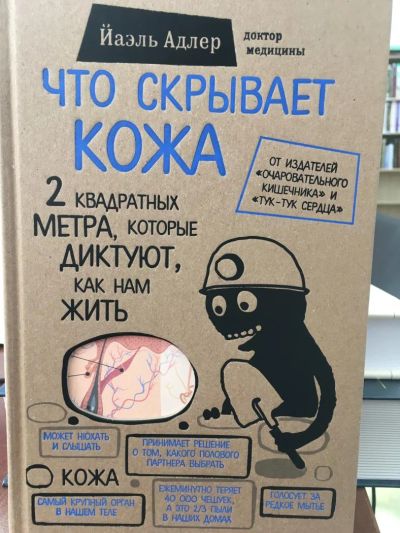 Йаэль Адлер
доктор
медицины
ЧТО СКРЫВАЕТ
КОЖА
2 КВАДРАТНЫХ
МЕТРА, КОТОРЫЕ
ДИКТУЮТ,
КАК НАМ
ЖИТЬ
ОТ ИЗДАТЕЛЕЙ
«ОЧАРОВАТЕЛЬНОГО
КИШЕЧНИКА» И
«ТУК-ТУК СЕРДЦА»
МОЖЕТ НЮХАТЬ
И СЛЫШАТЬ
ПРИНИМАЕТ РЕШЕНИЕ
О ТОМ, КАКОГО ПОЛОВОГО
ПАРТНЕРА ВЫБРАТЬ
КОЖА
САМЫЙ КРУПНЫЙ ОРГАН
В НАШЕМ ТЕЛЕ
ЕЖЕМИНУТНО ТЕРЯЕТ
40 000 ЧЕШУЕК,
А ЭТО 2/3 ПЫЛИ
В НАШИХ ДОМАХ
ГОЛОСУЕТ ЗА
РЕДКОЕ МЫТЬЕ